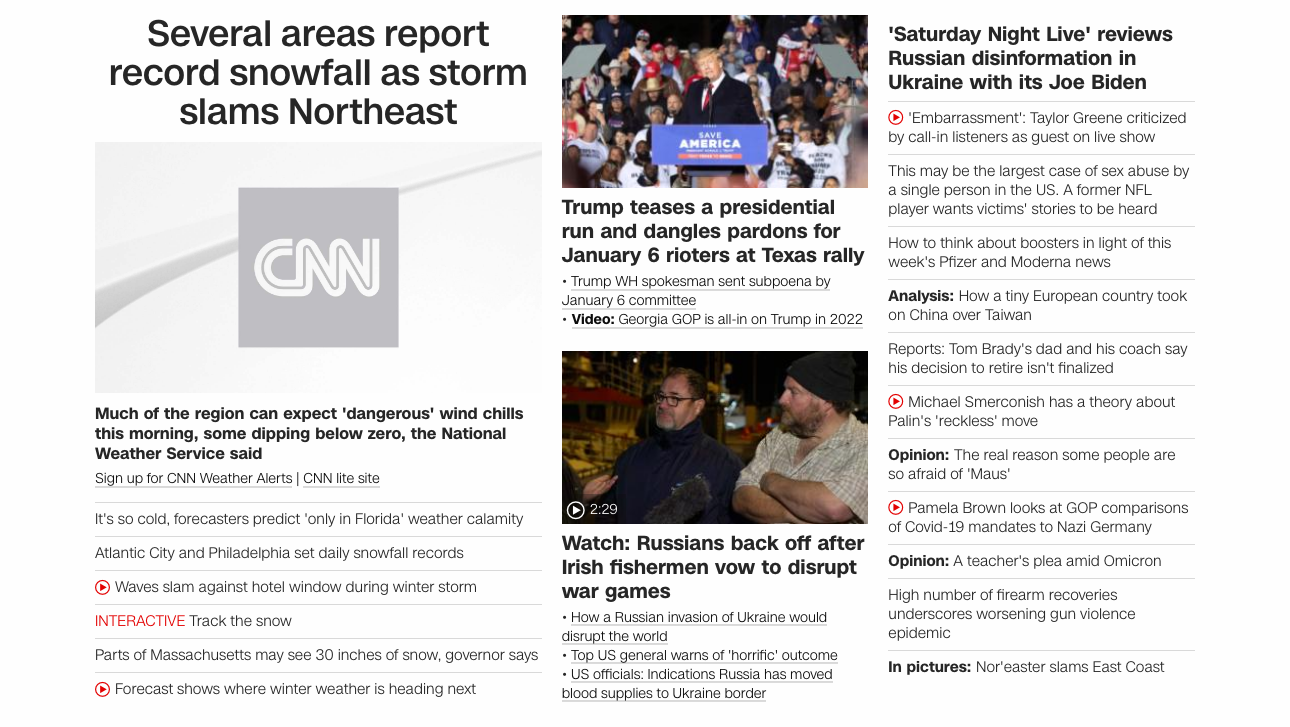 Several areas report
record snowfall as storm
slams Northeast
CNN
Much of the region can expect 'dangerous' wind chills
this morning, some dipping below zero, the National
Weather Service said
Sign up for CNN Weather Alerts | CNN lite site
It's so cold, forecasters predict 'only in Florida' weather calamity
Atlantic City and Philadelphia set daily snowfall records
Waves slam against hotel window during winter storm
INTERACTIVE Track the snow
Parts of Massachusetts may see 30 inches of snow, governor says
Forecast shows where winter weather is heading next
SAVE
AMERICA
Trump teases a presidential
run and dangles pardons for
January 6 rioters at Texas rally
• Trump WH spokesman sent subpoena by
January 6 committee
• Video: Georgia GOP is all-in on Trump in 2022
2:29
Watch: Russians back off after
Irish fishermen vow to disrupt
war games
• How a Russian invasion of Ukraine would
disrupt the world
• Top US general warns of 'horrific' outcome
• US officials: Indications Russia has moved
blood supplies to Ukraine border
'Saturday Night Live' reviews
Russian disinformation in
Ukraine with its Joe Biden
'Embarrassment': Taylor Greene criticized
by call-in listeners as guest on live show
This may be the largest case of sex abuse by
a single person in the US. A former NFL
player wants victims' stories to be heard
How to think about boosters in light of this
week's Pfizer and Moderna news
Analysis: How a tiny European country took
on China over Taiwan
Reports: Tom Brady's dad and his coach say
his decision to retire isn't finalized
Michael Smerconish has a theory about
Palin's 'reckless' move
Opinion: The real reason some people are
so afraid of 'Maus'
Pamela Brown looks at GOP comparisons
of Covid-19 mandates to Nazi Germany
Opinion: A teacher's plea amid Omicron
High number of firearm recoveries
underscores worsening gun violence
epidemic
In pictures: Nor'easter slams East Coast